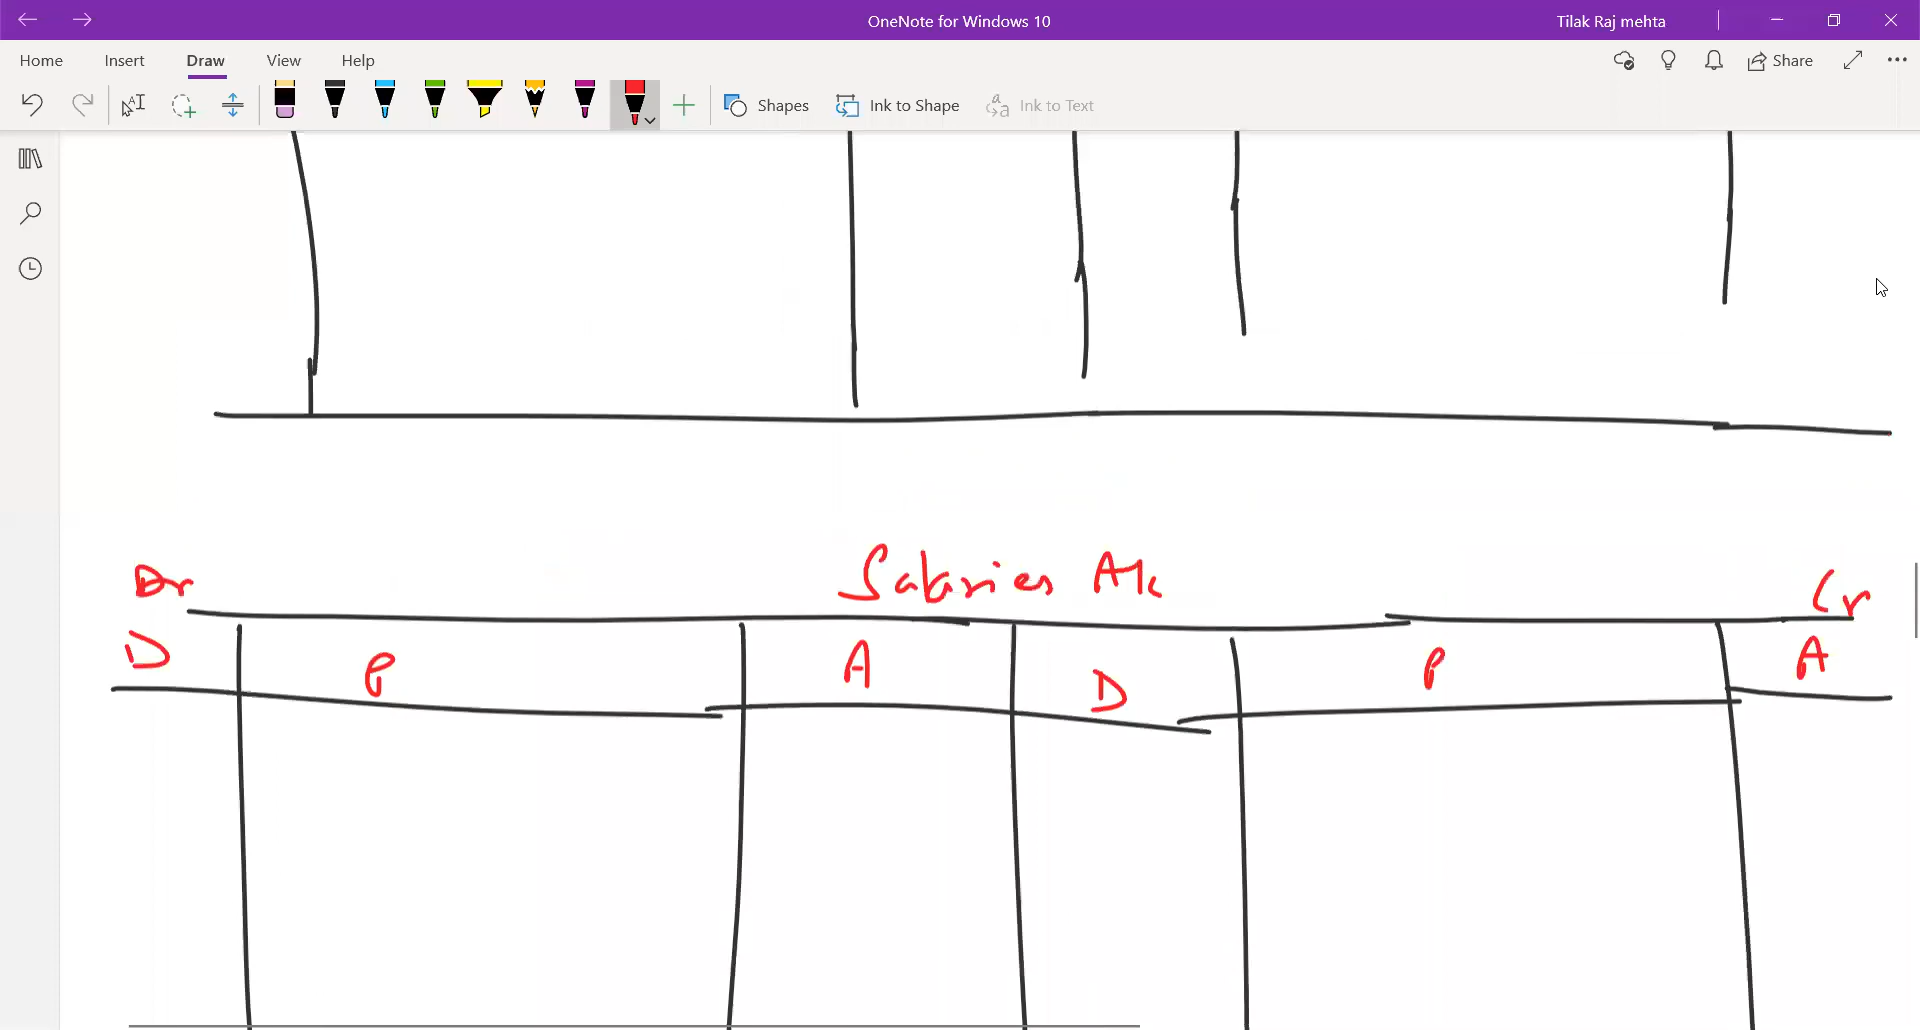 OneNote for Windows 10
Tilak Raj mehta
Home Insert Draw View Help
Share
Shapes
Ink to Shape
Ink to Text
Dr Salaries A/c Cr
D P A D P A